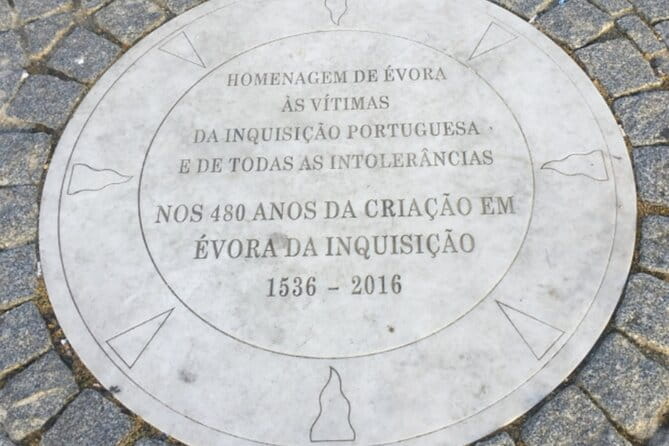 HOMENAGEM DE ÉVORA
ÀS VÍTIMAS
DA INQUISIÇÃO PORTUGUESA
E DE TODAS AS INTOLERÂNCIAS
NOS 480 ANOS DA CRIAÇÃO EM
ÉVORA DA INQUISIÇÃO
1536 - 2016